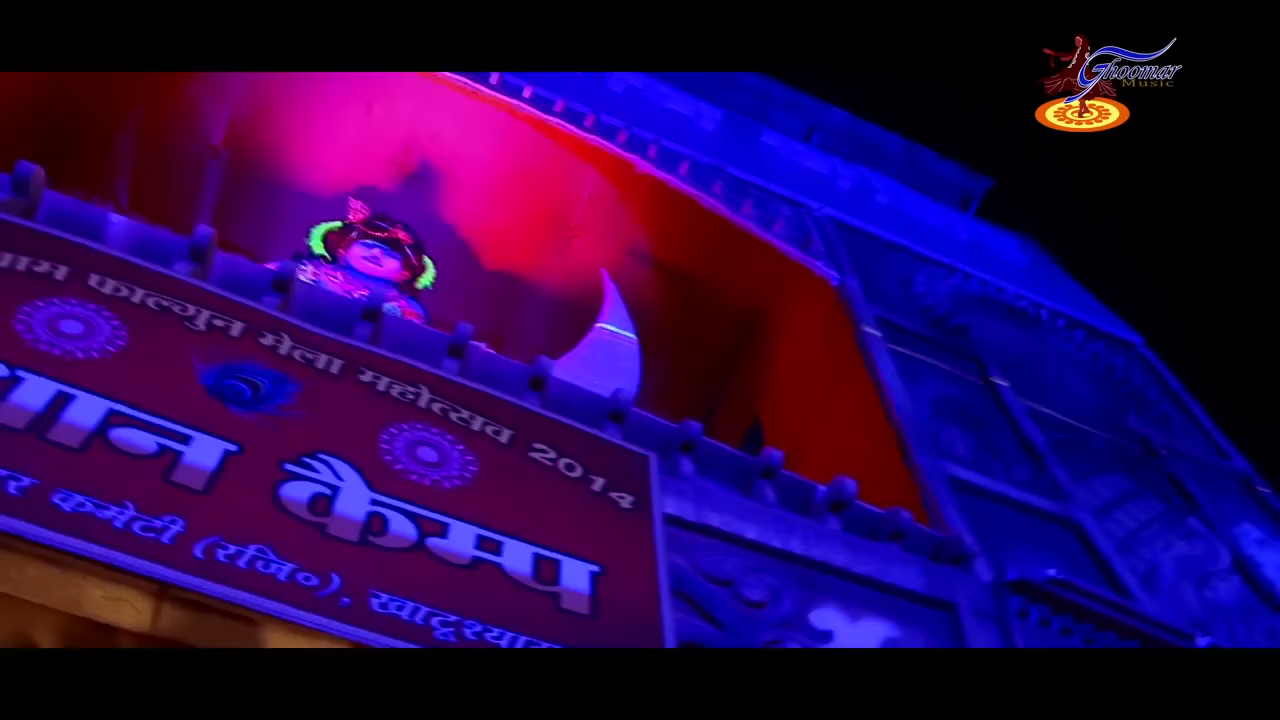 Ghoomar
Music
फाल्गुन मेला महोत्सव 2014
कैम्प
कमेटी (रजि०),